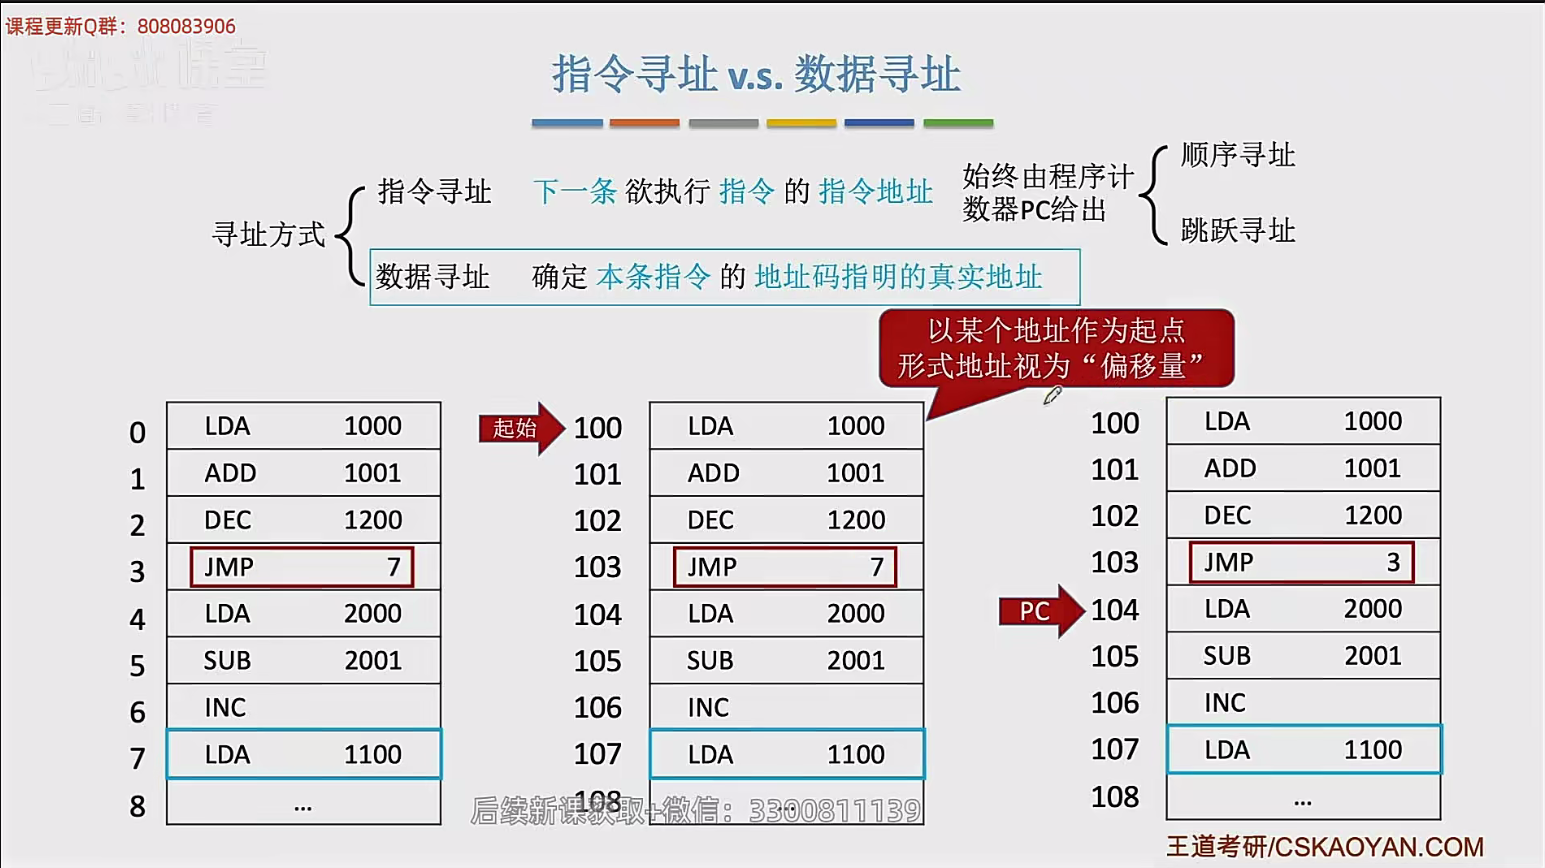 课程更新Q群：808083906
指令寻址 v.s. 数据寻址
寻址方式
指令寻址 下一条 欲执行 指令 的 指令地址
始终由程序计
数器PC给出
顺序寻址
跳跃寻址
数据寻址 确定 本条指令 的 地址码指明的真实地址
以某个地址作为起点
形式地址视为“偏移量”
0 LDA 1000
1 ADD 1001
2 DEC 1200
3 JMP 7
4 LDA 2000
5 SUB 2001
6 INC
7 LDA 1100
8 ...
起始
100 LDA 1000
101 ADD 1001
102 DEC 1200
103 JMP 7
104 LDA 2000
105 SUB 2001
106 INC
107 LDA 1100
108 ...
PC
100 LDA 1000
101 ADD 1001
102 DEC 1200
103 JMP 3
104 LDA 2000
105 SUB 2001
106 INC
107 LDA 1100
108 ...
后续新课获取+微信：3300811139
王道考研/CSKAOYAN.COM